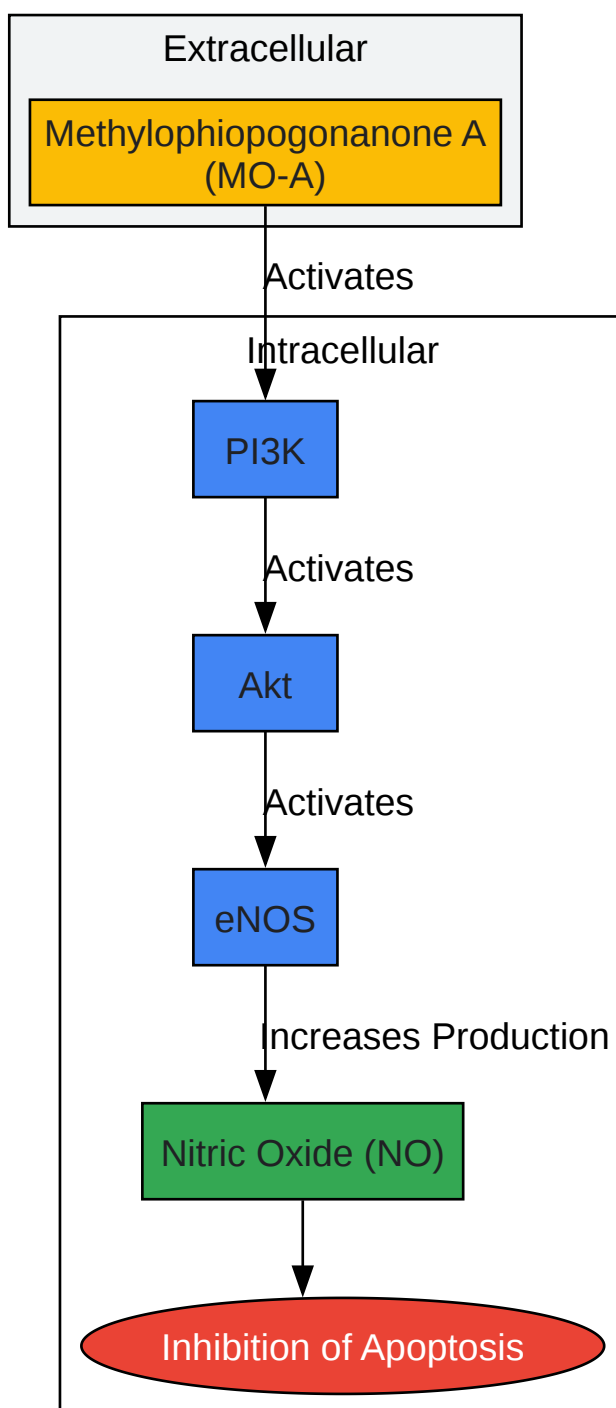 Extracellular
Methylophiopogonanone A
(MO-A)
Activates
Intracellular
PI3K
Activates
Akt
Activates
eNOS
Increases Production
Nitric Oxide (NO)
Inhibition of Apoptosis